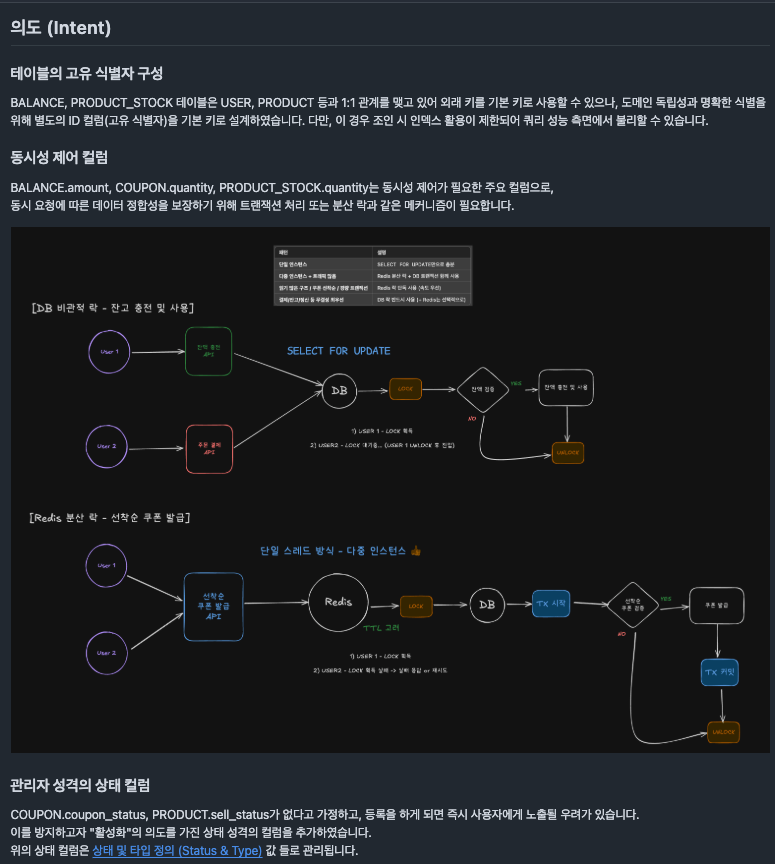 의도 (Intent)
테이블의 고유 식별자 구성
BALANCE, PRODUCT_STOCK 테이블은 USER, PRODUCT 등과 1:1 관계를 맺고 있어 외래 키를 기본 키로 사용할 수 있으나, 도메인 독립성과 명확한 식별을
위해 별도의 ID 컬럼(고유 식별자)을 기본 키로 설계하였습니다. 다만, 이 경우 조인 시 인덱스 활용이 제한되어 쿼리 성능 측면에서 불리할 수 있습니다.
동시성 제어 컬럼
BALANCE.amount, COUPON.quantity, PRODUCT_STOCK.quantity는 동시성 제어가 필요한 주요 컬럼으로,
동시 요청에 따른 데이터 정합성을 보장하기 위해 트랜잭션 처리 또는 분산 락과 같은 메커니즘이 필요합니다.
패턴 설명
단일 인스턴스 SELECT FOR UPDATE만으로 충분
다중 인스턴스 + 트래픽 많음 Redis 분산 락 + DB 트랜잭션 함께 사용
읽기 많은 구조 / 쿠폰 선착순 / 경량 트랜잭션 Redis 락 단독 사용 (속도 우선)
DB 락 반드시 사용 (+ Redis는 선택적으로)
[DB 비관적 락 - 잔고 충전 및 사용]
User 1
잔액 충전
API
SELECT FOR UPDATE
DB
LOCK
잔액 검증
YES
잔액 충전 및 사용
NO
User 2
주문 결제
API
1) USER 1 - LOCK 획득
2) USER2 - LOCK 대기중... (USER 1 UNLOCK 후 진입)
UNLOCK
[Redis 분산 락 - 선착순 쿠폰 발급]
단일 스레드 방식 - 다중 인스턴스 👍
User 1
선착순
쿠폰 발급
API
Redis
LOCK
DB
TX 시작
선착순
쿠폰 검증
YES
쿠폰 발급
TTL 고려
NO
User 2
1) USER 1 - LOCK 획득
2) USER2 - LOCK 획득 실패 -> 실패 응답 or 재시도
TX 커밋
UNLOCK
관리자 성격의 상태 컬럼
COUPON.coupon_status, PRODUCT.sell_status가 없다고 가정하고, 등록을 하게 되면 즉시 사용자에게 노출될 우려가 있습니다.
이를 방지하고자 "활성화"의 의도를 가진 상태 성격의 컬럼을 추가하였습니다.
위의 상태 컬럼은 상태 및 타입 정의 (Status & Type) 값 들로 관리됩니다.